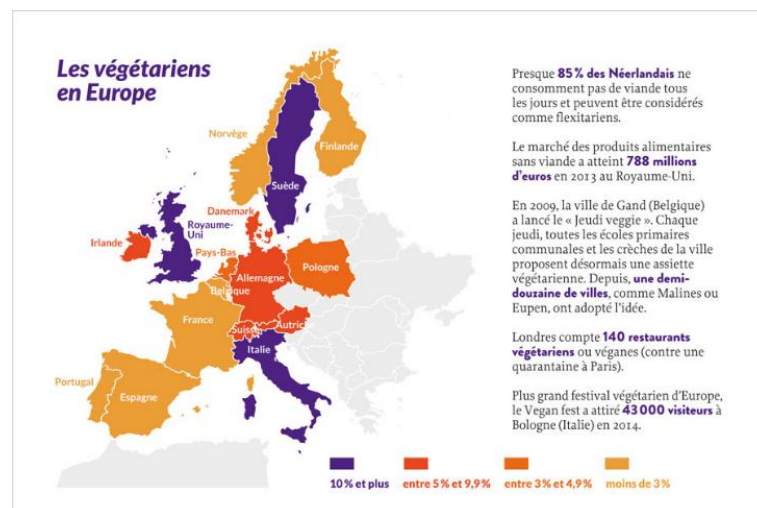 Les végétariens
en Europe
Norvège
Finlande
Suède
Danemark
Royaume-
Uni
Irlande
Pays-Bas
Pologne
Allemagne
Belgique
France
Suisse
Autriche
Italie
Portugal
Espagne
Presque 85 % des Néerlandais ne
consomment pas de viande tous
les jours et peuvent être considérés
comme flexitariens.
Le marché des produits alimentaires
sans viande a atteint 788 millions
d'euros en 2013 au Royaume-Uni.
En 2009, la ville de Gand (Belgique)
a lancé le « Jeudi veggie ». Chaque
jeudi, toutes les écoles primaires
communales et les crèches de la ville
proposent désormais une assiette
végétarienne. Depuis, une demi-
douzaine de villes, comme Malines ou
Eupen, ont adopté l'idée.
Londres compte 140 restaurants
végétariens ou véganes (contre une
quarantaine à Paris).
Plus grand festival végétarien d'Europe,
le Vegan fest a attiré 43 000 visiteurs à
Bologne (Italie) en 2014.
10 % et plus
entre 5 % et 9,9 %
entre 3 % et 4,9 %
moins de 3 %